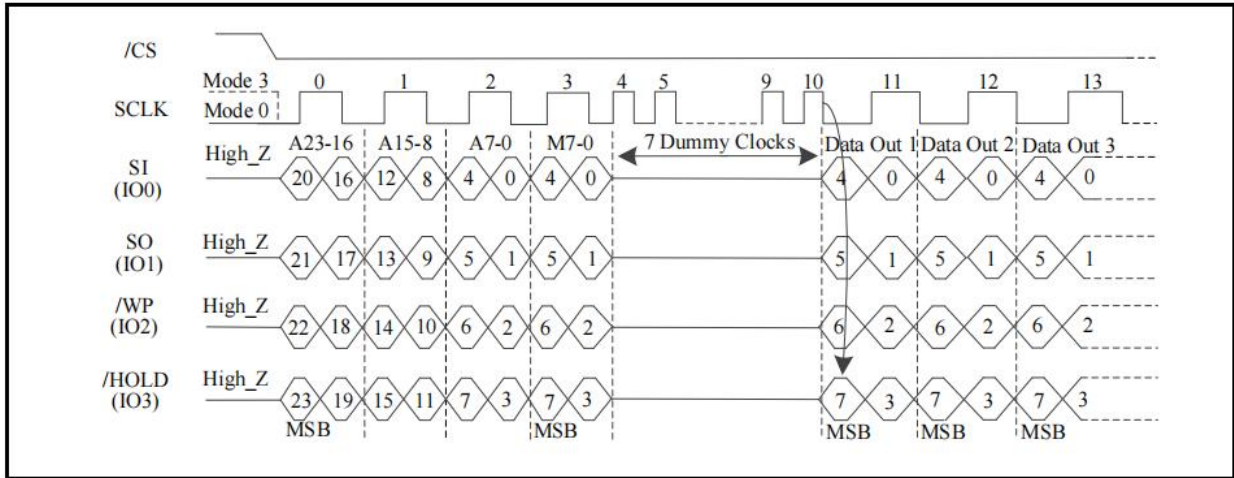 /CS
Mode 3 0 1 2 3 4 5 9 10 11 12 13
SCLK Mode 0
A23-16 A15-8 A7-0 M7-0 7 Dummy Clocks Data Out 1 Data Out 2 Data Out 3
High_Z
SI
(IO0)
20 16 12 8 4 0 4 0 4 0 4 0 4 0
High_Z
SO
(IO1)
21 17 13 9 5 1 5 1 5 1 5 1 5 1
High_Z
/WP
(IO2)
22 18 14 10 6 2 6 2 6 2 6 2 6 2
High_Z
/HOLD
(IO3)
23 19 15 11 7 3 7 3 7 3 7 3 7 3
MSB MSB MSB MSB MSB